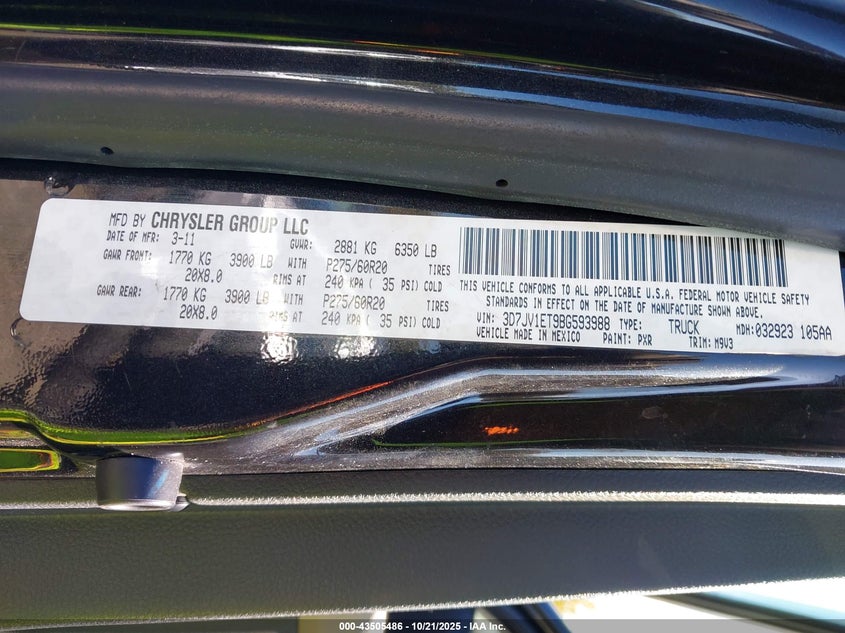 MFD BY CHRYSLER GROUP LLC
DATE OF MFR: 3-11 GVWR: 2881 KG 6350 LB
GAWR FRONT: 1770 KG 3900 LB WITH P275/60R20 TIRES
20X8.0 RIMS AT 240 KPA ( 35 PSI) COLD
GAWR REAR: 1770 KG 3900 LB WITH P275/60R20 TIRES
20X8.0 RIMS AT 240 KPA ( 35 PSI) COLD
THIS VEHICLE CONFORMS TO ALL APPLICABLE U.S.A. FEDERAL MOTOR VEHICLE SAFETY
STANDARDS IN EFFECT ON THE DATE OF MANUFACTURE SHOWN ABOVE.
VIN: 3D7JV1ET9BG593988 TYPE: TRUCK MDH: 032923 105AA
VEHICLE MADE IN MEXICO PAINT: PXR TRIM: M9V3
000-43505486 - 10/21/2025 - IAA Inc.